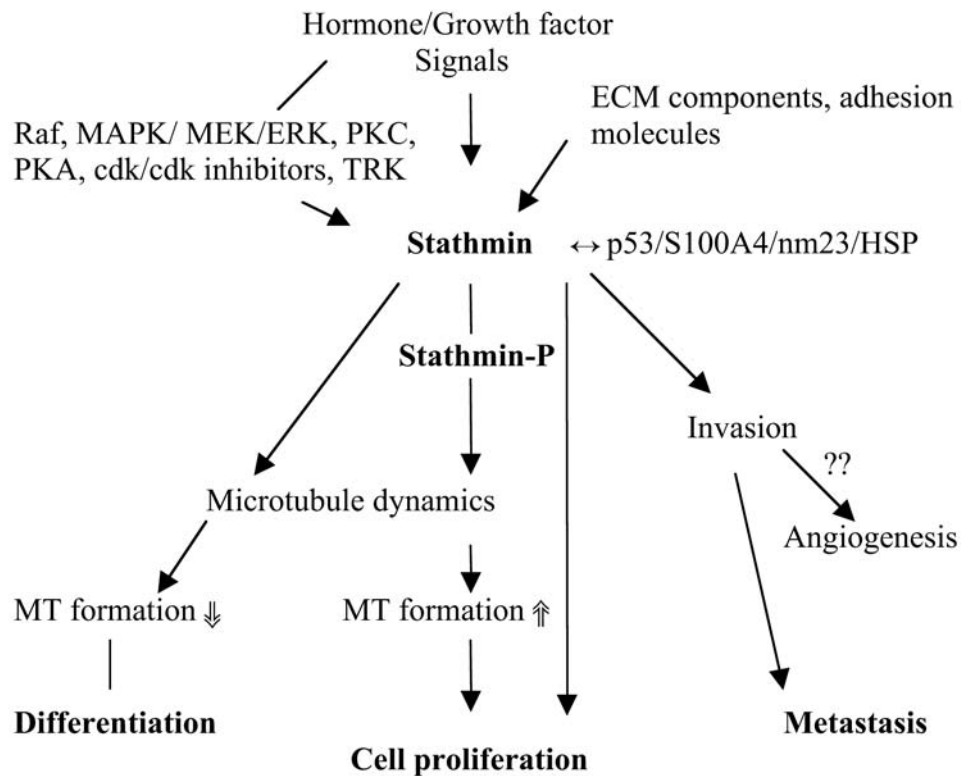 Hormone/Growth factor
Signals
ECM components, adhesion
molecules
Raf, MAPK/ MEK/ERK, PKC,
PKA, cdk/cdk inhibitors, TRK
Stathmin ↔ p53/S100A4/nm23/HSP
Stathmin-P
Invasion
??
Microtubule dynamics
Angiogenesis
MT formation ⤋
MT formation ⤊
Differentiation
Metastasis
Cell proliferation